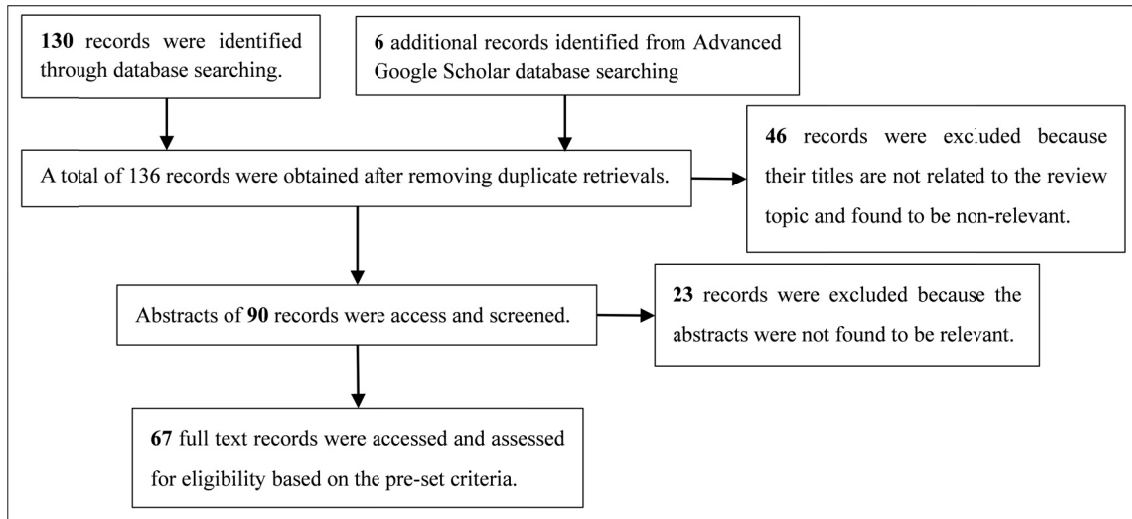 130 records were identified
through database searching.
6 additional records identified from Advanced
Google Scholar database searching
A total of 136 records were obtained after removing duplicate retrievals.
46 records were excluded because
their titles are not related to the review
topic and found to be non-relevant.
Abstracts of 90 records were access and screened.
23 records were excluded because the
abstracts were not found to be relevant.
67 full text records were accessed and assessed
for eligibility based on the pre-set criteria.